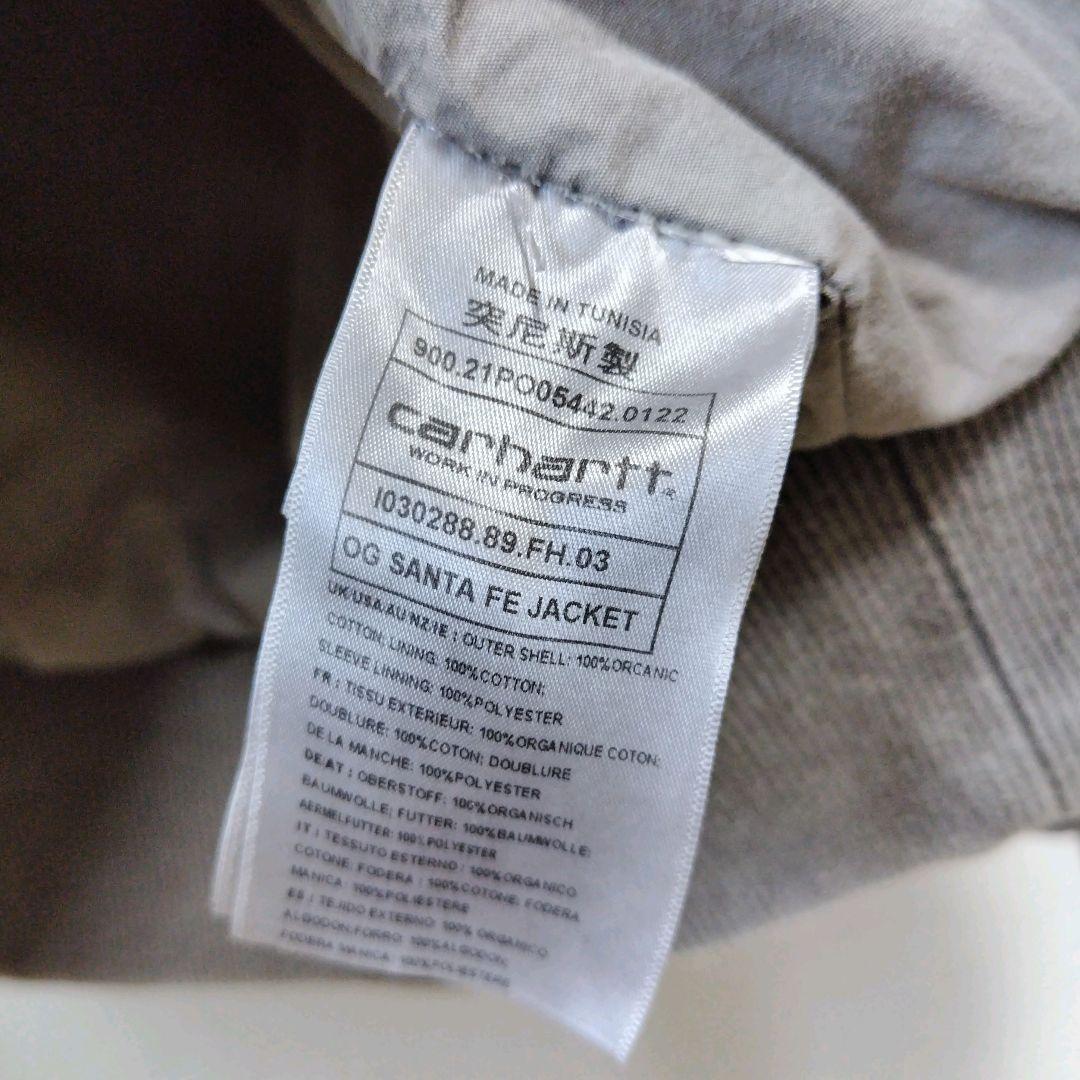 MADE IN TUNISIA
突尼斯製
900.21PO05442.0122
carhartt®
WORK IN PROGRESS
I030288.89.FH.03
OG SANTA FE JACKET
UK/USA.AU NZ:IE ; OUTER SHELL: 100%ORGANIC
COTTON; LINING: 100%COTTON;
SLEEVE LINNING: 100%POLYESTER
FR ; TISSU EXTERIEUR: 100%ORGANIQUE COTON;
DOUBLURE: 100%COTON; DOUBLURE
DE LA MANCHE: 100%POLYESTER
DE:AT ; OBERSTOFF: 100%ORGANISCH
BAUMWOLLE; FUTTER: 100%BAUMWOLLE;
AERMELFUTTER: 100%POLYESTER
IT ; TESSUTO ESTERNO : 100%ORGANICO
COTONE; FODERA ; 100%COTONE, FODERA
MANICA: 100%POLIESTERE
ES ; TEJIDO EXTERNO 100% ORGANICO
ALGODON;FORRO 100%ALGODON;
FODERA MANICA: 100%POLIESTERE